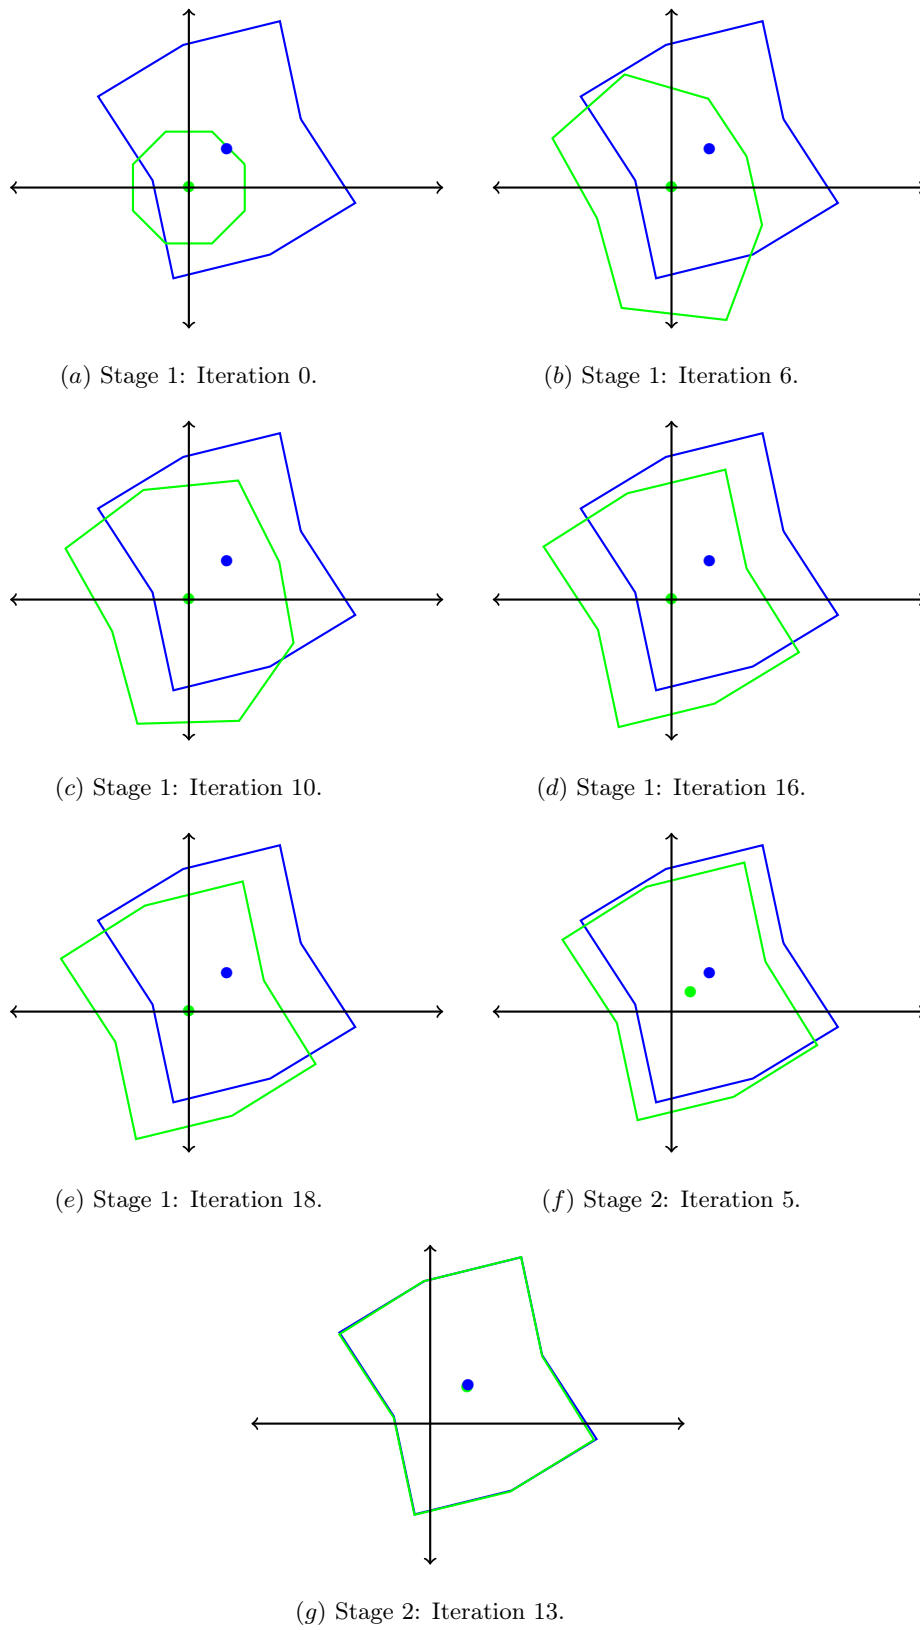 (a) Stage 1: Iteration 0.
(b) Stage 1: Iteration 6.
(c) Stage 1: Iteration 10.
(d) Stage 1: Iteration 16.
(e) Stage 1: Iteration 18.
(f) Stage 2: Iteration 5.
(g) Stage 2: Iteration 13.